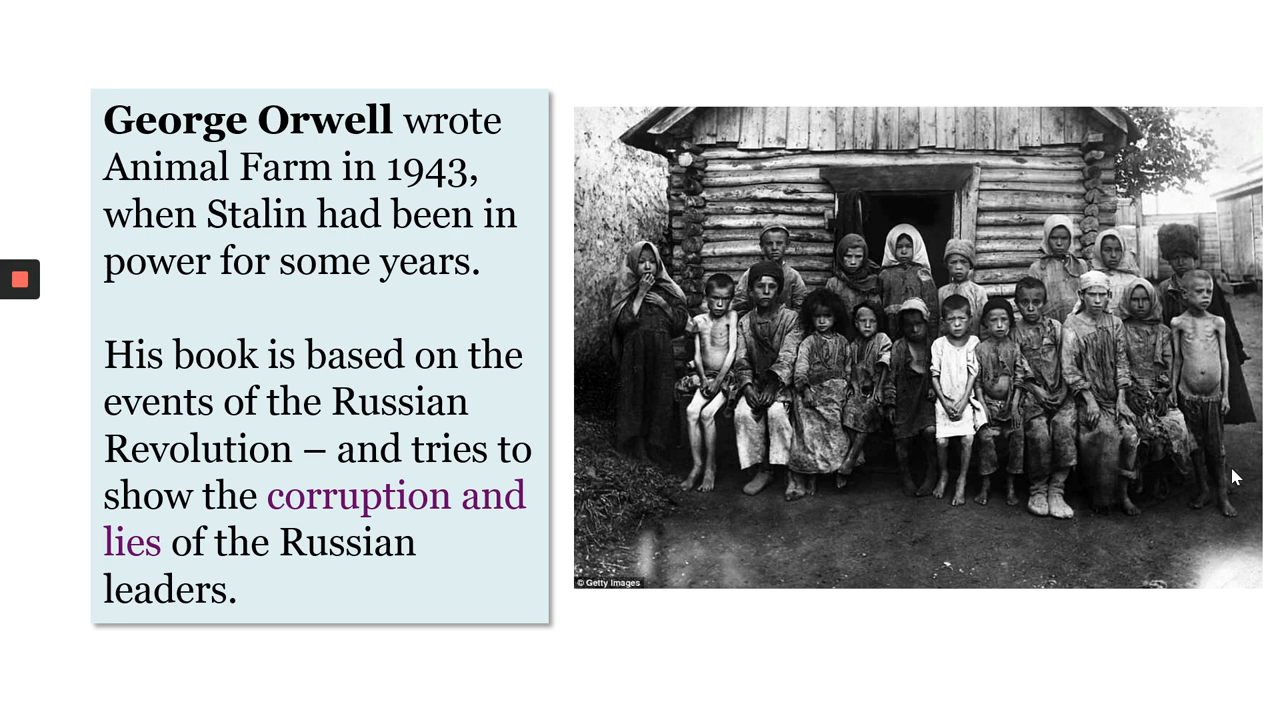 George Orwell wrote
Animal Farm in 1943,
when Stalin had been in
power for some years.
His book is based on the
events of the Russian
Revolution – and tries to
show the corruption and
lies of the Russian
leaders.
© Getty Images